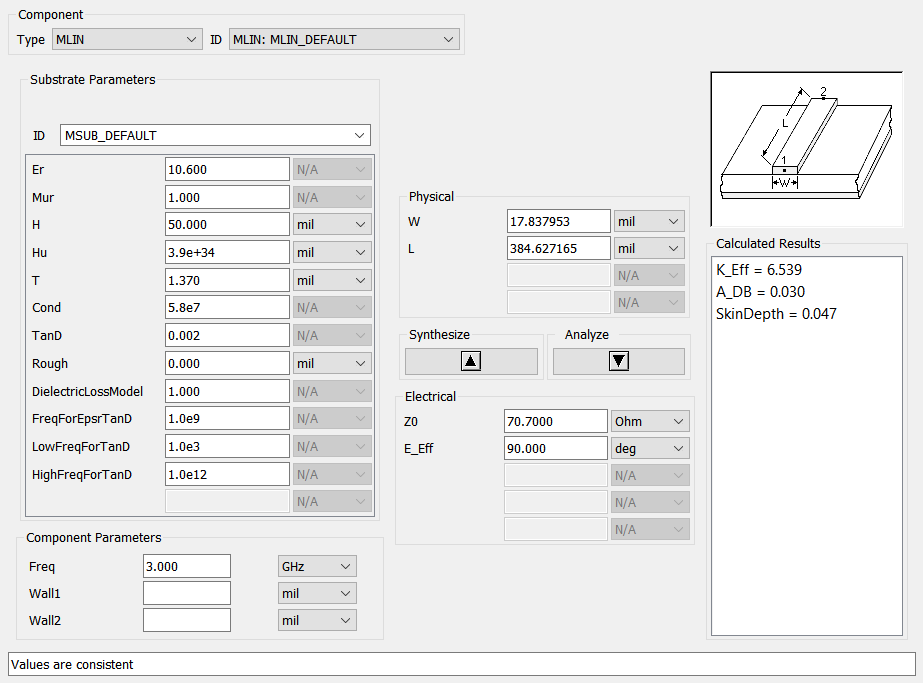 Component
Type MLIN ID MLIN: MLIN_DEFAULT
Substrate Parameters
ID MSUB_DEFAULT
Er 10.600 N/A
Mur 1.000 N/A
H 50.000 mil
Hu 3.9e+34 mil
T 1.370 mil
Cond 5.8e7 N/A
TanD 0.002 N/A
Rough 0.000 mil
DielectricLossModel 1.000 N/A
FreqForEpsrTanD 1.0e9 N/A
LowFreqForTanD 1.0e3 N/A
HighFreqForTanD 1.0e12 N/A
N/A
Component Parameters
Freq 3.000 GHz
Wall1 mil
Wall2 mil
Physical
W 17.837953 mil
L 384.627165 mil
N/A
N/A
Synthesize Analyze
Electrical
Z0 70.7000 Ohm
E_Eff 90.000 deg
N/A
N/A
N/A
2
L
1
W
Calculated Results
K_Eff = 6.539
A_DB = 0.030
SkinDepth = 0.047
Values are consistent